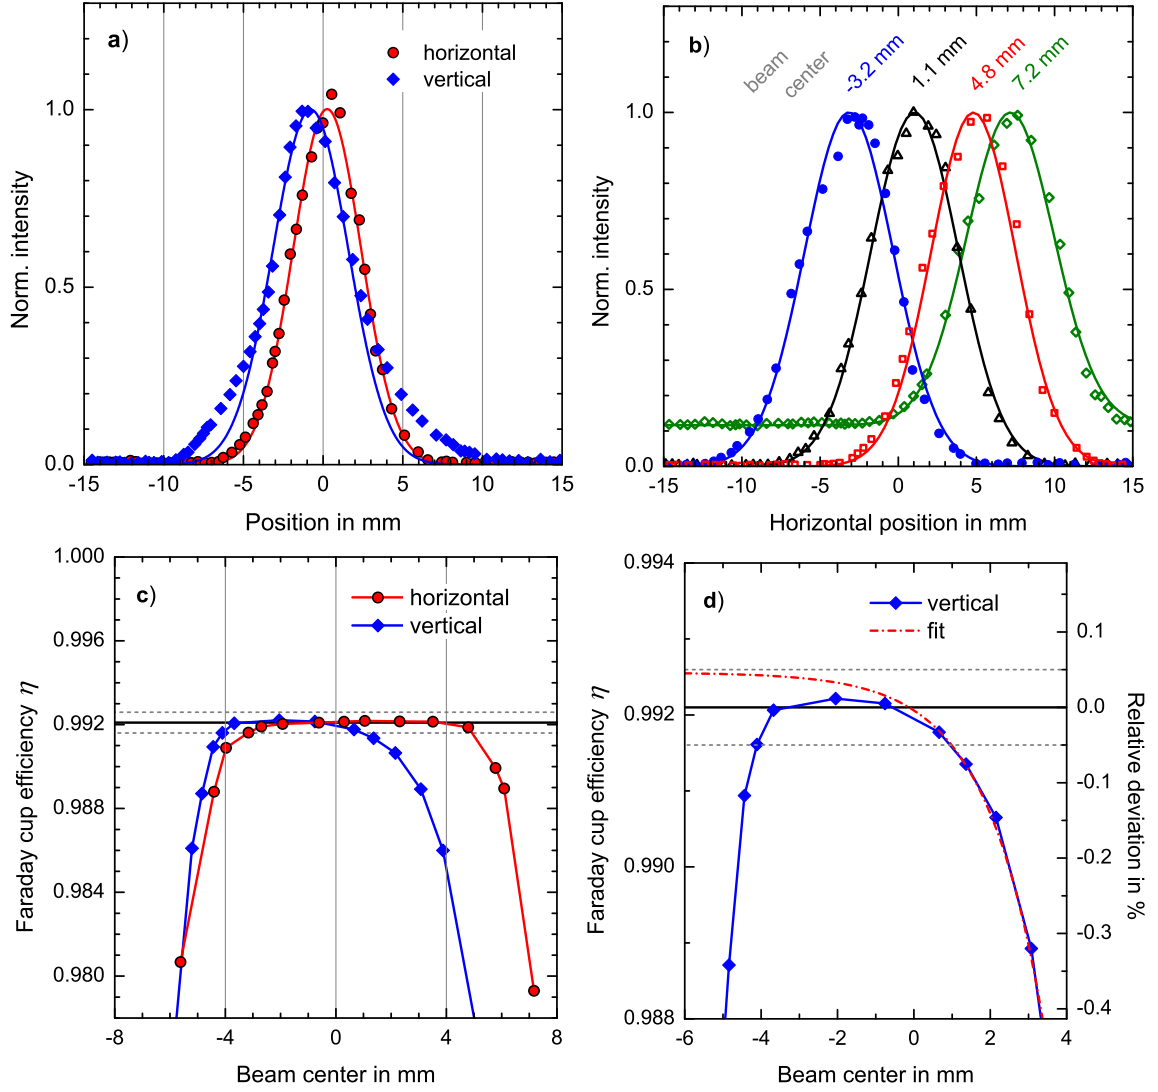 a)
horizontal
vertical
Norm. intensity
1.0
0.5
0.0
-15
-10
-5
0
5
10
15
Position in mm
b)
beam
center
-3.2 mm
1.1 mm
4.8 mm
7.2 mm
Norm. intensity
1.0
0.5
0.0
-15
-10
-5
0
5
10
15
Horizontal position in mm
c)
horizontal
vertical
Faraday cup efficiency η
1.000
0.996
0.992
0.988
0.984
0.980
-8
-4
0
4
8
Beam center in mm
d)
vertical
fit
Faraday cup efficiency η
0.994
0.992
0.990
0.988
-6
-4
-2
0
2
4
Beam center in mm
0.1
0.0
-0.1
-0.2
-0.3
-0.4
Relative deviation in %